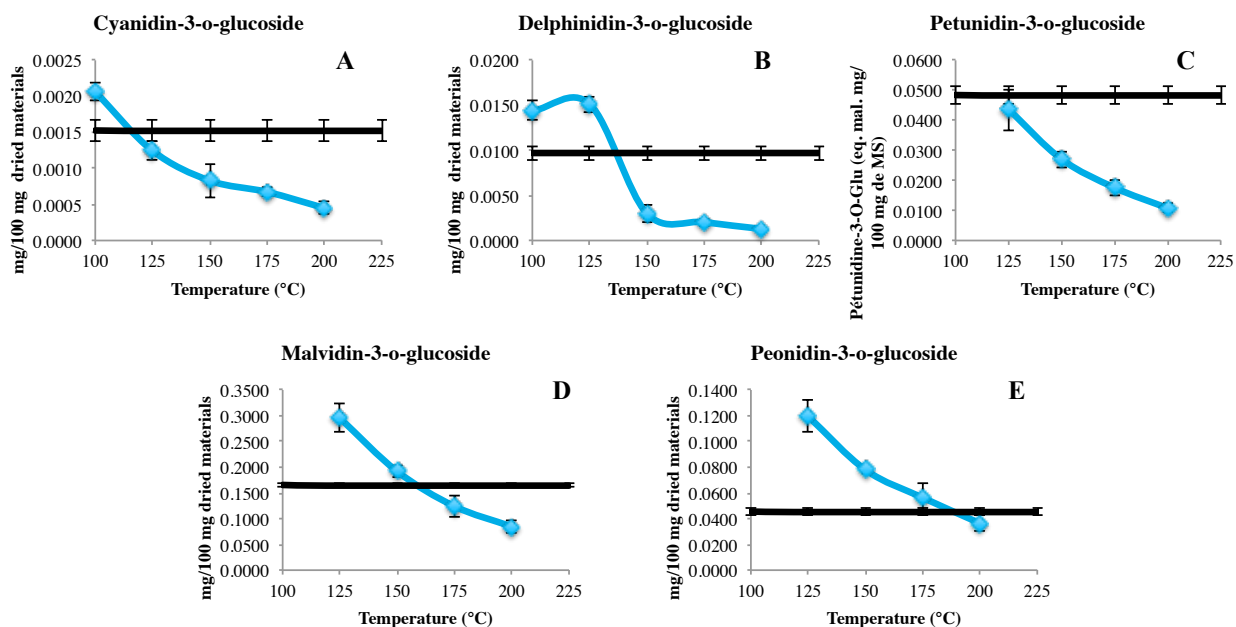 Cyanidin-3-o-glucoside
A
mg/100 mg dried materials
0.0025
0.0020
0.0015
0.0010
0.0005
0.0000
100 125 150 175 200 225
Temperature (°C)
Delphinidin-3-o-glucoside
B
mg/100 mg dried materials
0.0200
0.0150
0.0100
0.0050
0.0000
100 125 150 175 200 225
Temperature (°C)
Petunidin-3-o-glucoside
C
Pétunidine-3-O-Glu (eq. mal. mg/
100 mg de MS)
0.0600
0.0500
0.0400
0.0300
0.0200
0.0100
0.0000
100 125 150 175 200 225
Temperature (°C)
Malvidin-3-o-glucoside
D
mg/100 mg dried materials
0.3500
0.3000
0.2500
0.2000
0.1500
0.1000
0.0500
0.0000
100 125 150 175 200 225
Temperature (°C)
Peonidin-3-o-glucoside
E
mg/100 mg dried materials
0.1400
0.1200
0.1000
0.0800
0.0600
0.0400
0.0200
0.0000
100 125 150 175 200 225
Temperature (°C)